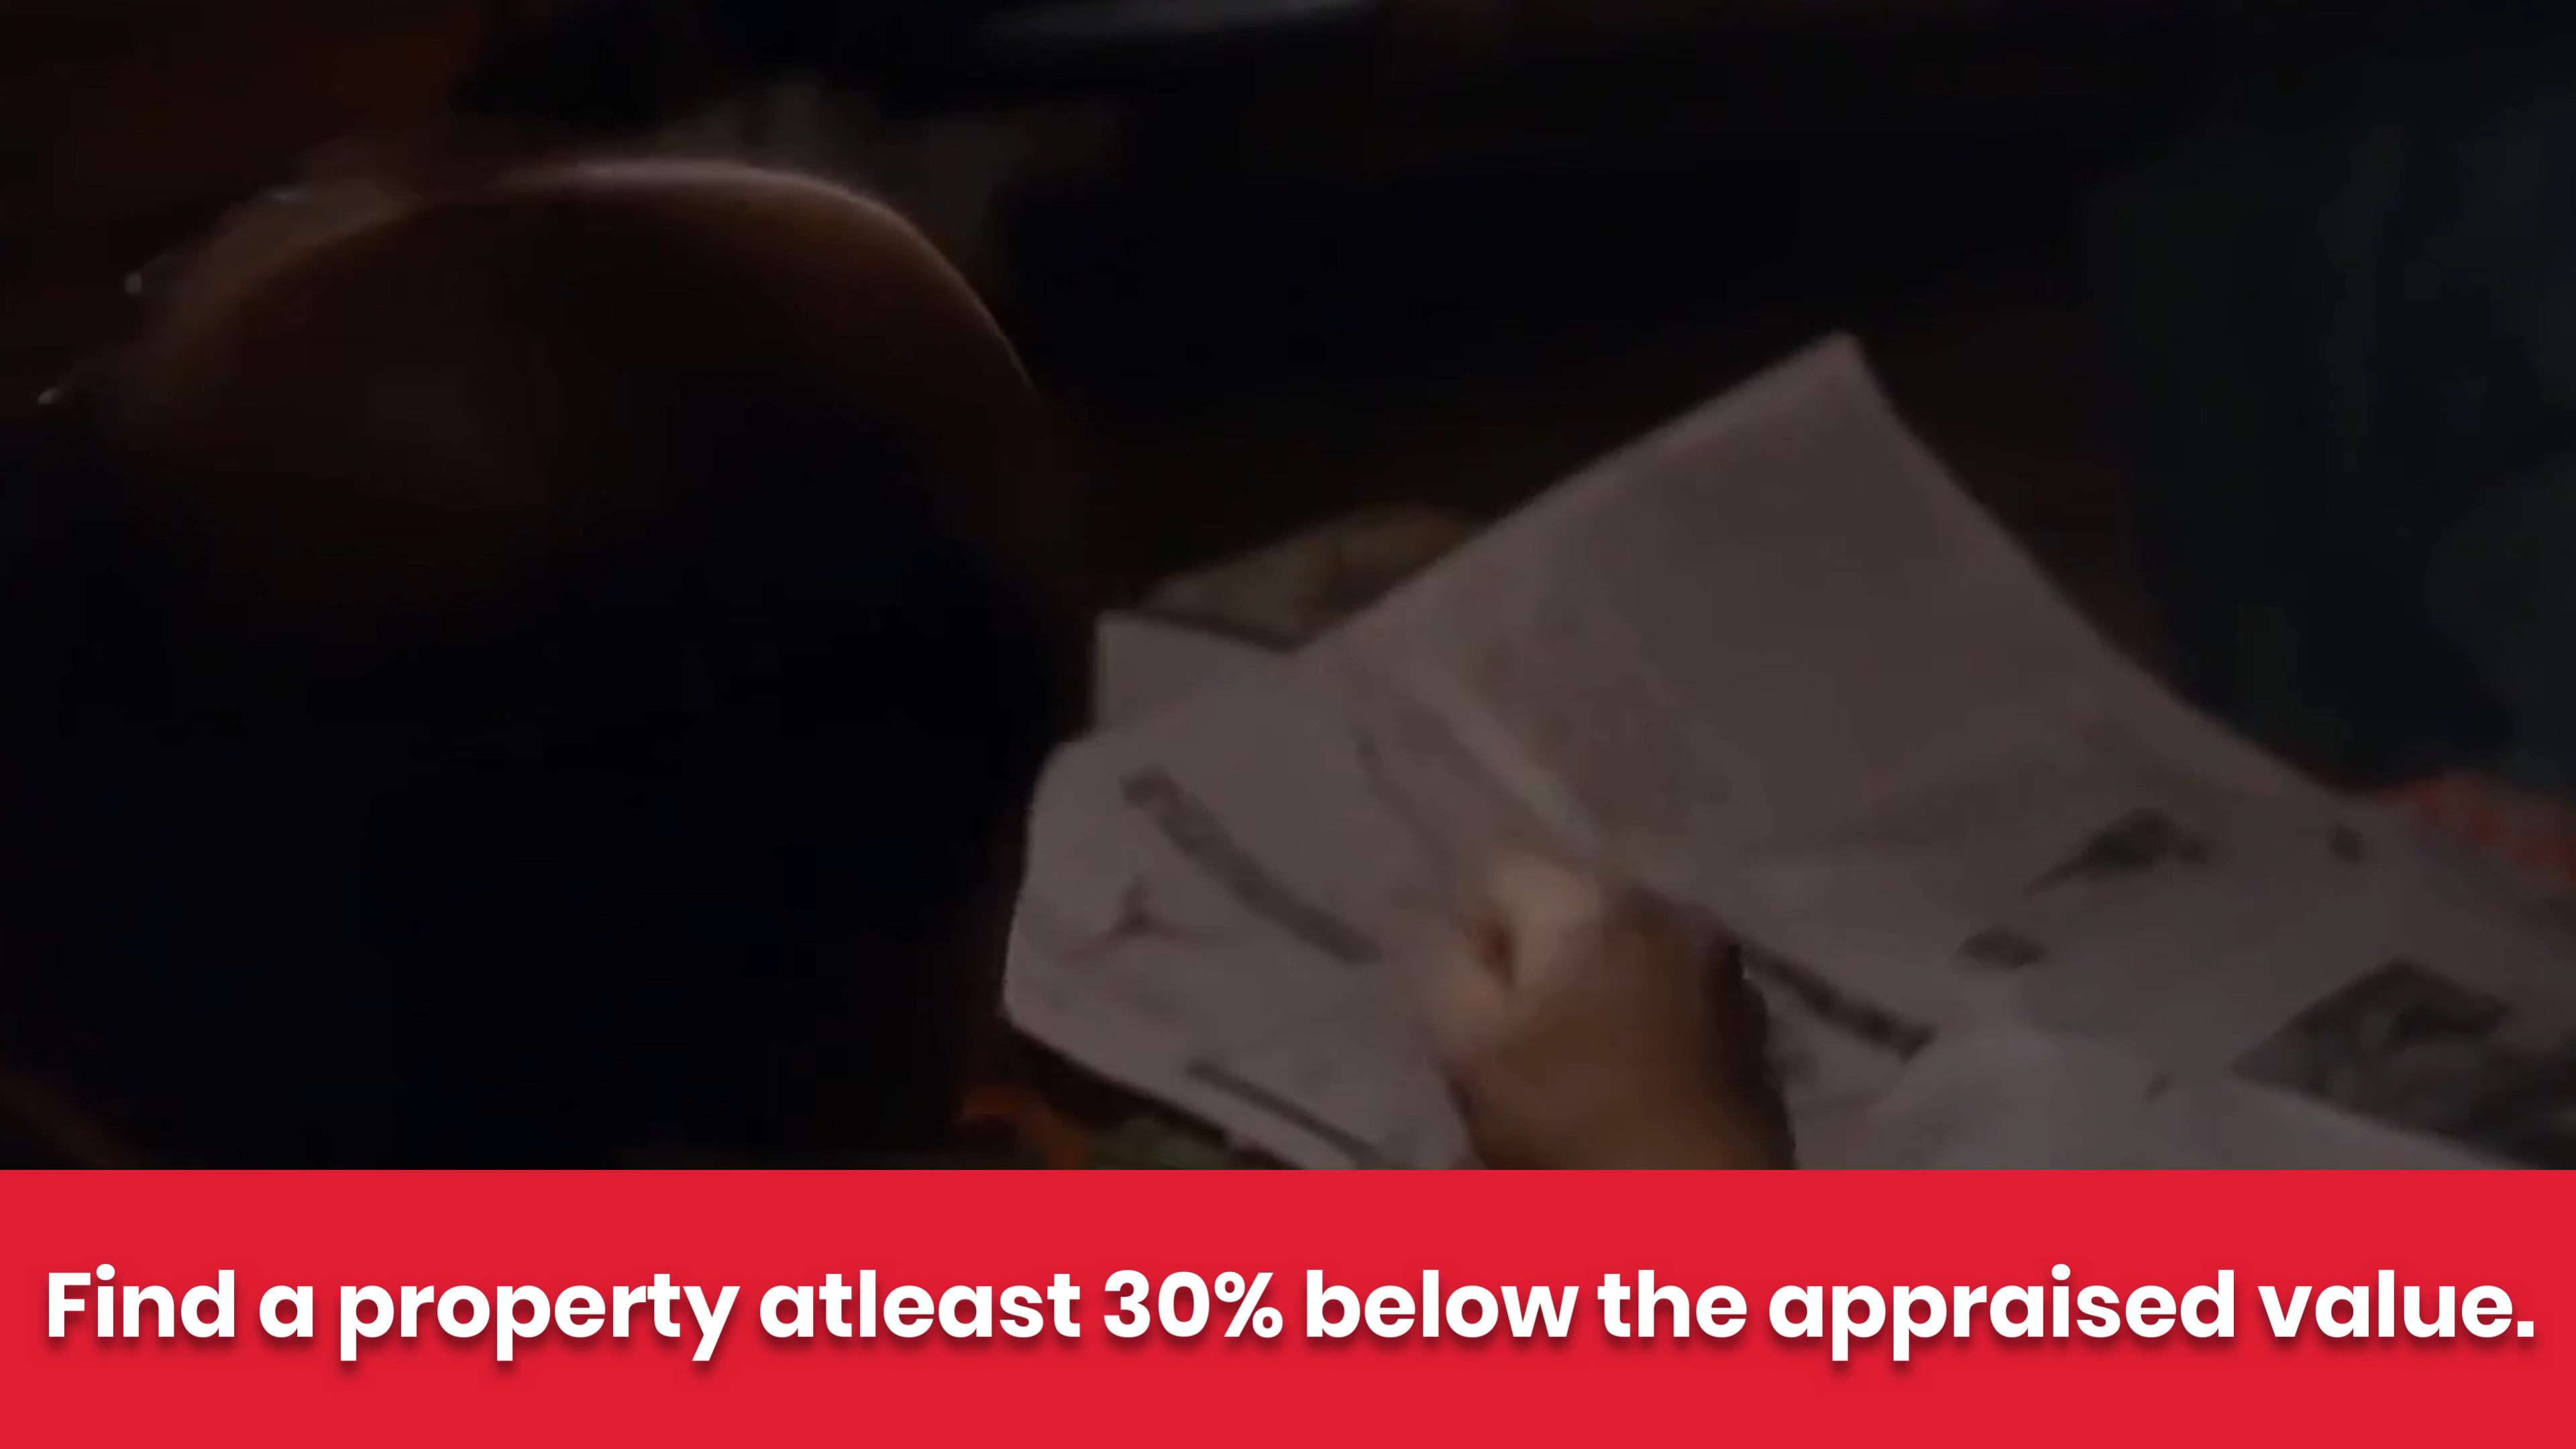 Find a property atleast 30% below the appraised value.